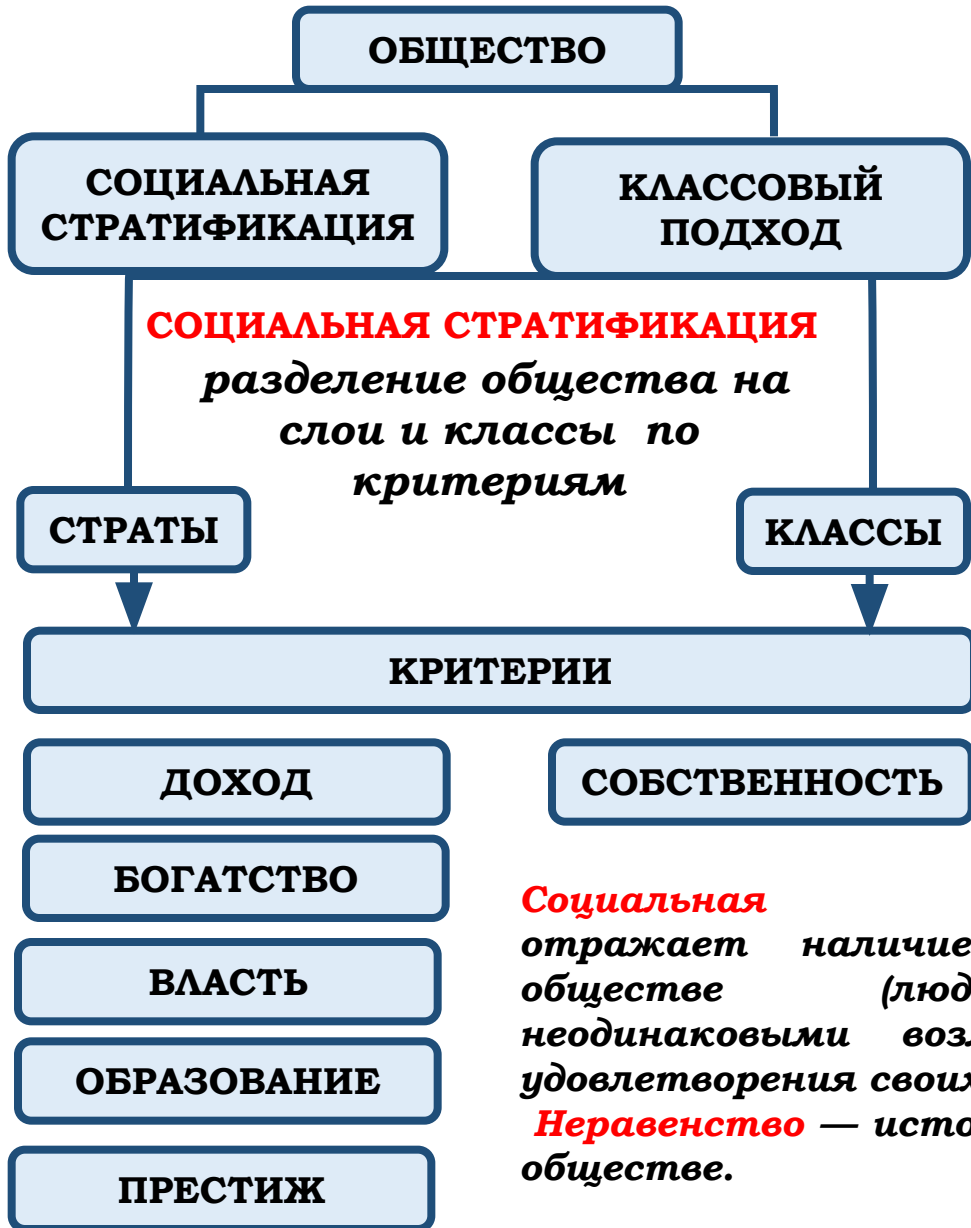 ОБЩЕСТВО
СОЦИАЛЬНАЯ
СТРАТИФИКАЦИЯ
КЛАССОВЫЙ
ПОДХОД
СОЦИАЛЬНАЯ СТРАТИФИКАЦИЯ
разделение общества на
слои и классы по
критериям
СТРАТЫ
КЛАССЫ
КРИТЕРИИ
ДОХОД
СОБСТВЕННОСТЬ
БОГАТСТВО
ВЛАСТЬ
ОБРАЗОВАНИЕ
ПРЕСТИЖ
Социальная
отражает наличие
обществе
неодинаковыми
удовлетворения
Неравенство —
обществе.